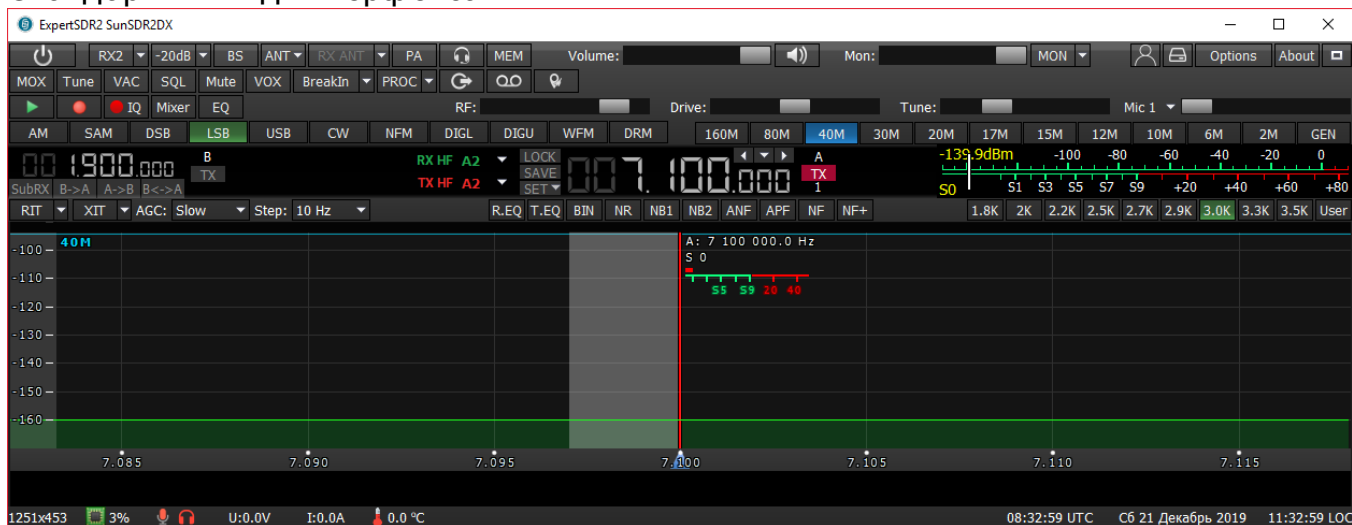 ExpertSDR2 SunSDR2DX
RX2 -20dB BS ANT RX ANT PA MEM Volume: Mon: MON Options About
MOX Tune VAC SQL Mute VOX BreakIn PROC
IQ Mixer EQ RF: Drive: Tune: Mic 1
AM SAM DSB LSB USB CW NFM DIGL DIGU WFM DRM 160M 80M 40M 30M 20M 17M 15M 12M 10M 6M 2M GEN
1.900.000 B TX RX HF A2 LOCK 7.100.000 A TX 1 -139.9dBm -100 -80 -60 -40 -20 0
SubRX B->A A->B B<->A TX HF A2 SAVE SET S0 S1 S3 S5 S7 S9 +20 +40 +60 +80
RIT XIT AGC: Slow Step: 10 Hz R.EQ T.EQ BIN NR NB1 NB2 ANF APF NF NF+ 1.8K 2K 2.2K 2.5K 2.7K 2.9K 3.0K 3.3K 3.5K User
40M A: 7 100 000.0 Hz
S 0
-100
-110
S5 S9 20 40
-120
-130
-140
-150
-160
7.085 7.090 7.095 7.100 7.105 7.110 7.115
1251x453 3% U:0.0V I:0.0A 0.0 °C 08:32:59 UTC Сб 21 Декабрь 2019 11:32:59 LOC